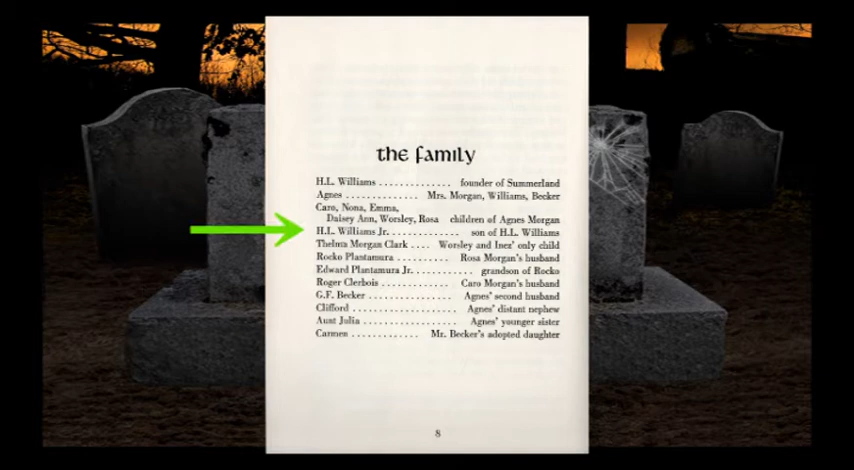 the family
H.L. Williams . . . . . . . . . . . . . . founder of Summerland
Agnes . . . . . . . . . . . . . . Mrs. Morgan, Williams, Becker
Caro, Nona, Emma,
Daisey Ann, Worsley, Rosa children of Agnes Morgan
H.L. Williams Jr. . . . . . . . . . . . . . . son of H.L. Williams
Thelma Morgan Clark . . . . Worsley and Inez' only child
Rocko Plantamura . . . . . . . . . . Rosa Morgan's husband
Edward Plantamura Jr. . . . . . . . . . . . . grandson of Rocko
Roger Clerbois . . . . . . . . . . . . . Caro Morgan's husband
G.F. Becker . . . . . . . . . . . . . . . . Agnes' second husband
Clifford . . . . . . . . . . . . . . . . . . . . Agnes' distant nephew
Aunt Julia . . . . . . . . . . . . . . . . . . Agnes' younger sister
Carmen . . . . . . . . . . . . . Mr. Becker's adopted daughter
8